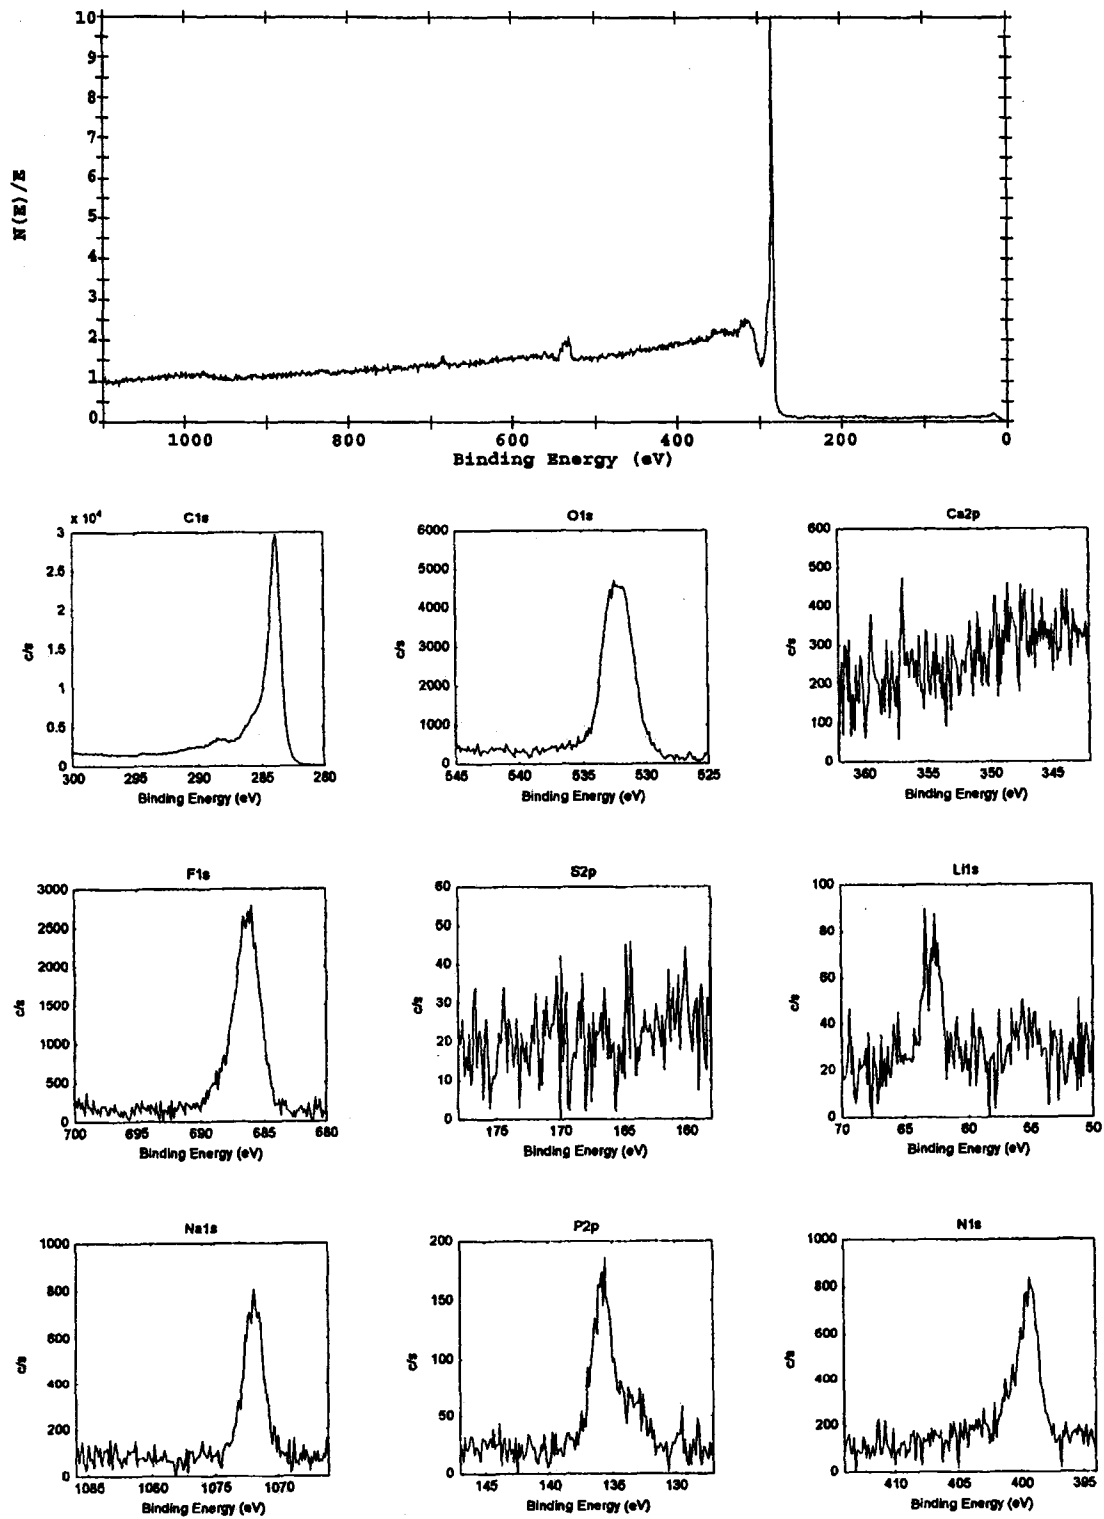 10
9
8
7
6
5
4
3
2
1
0
N(E)/E
1000 800 600 400 200 0
Binding Energy (eV)
x 10⁴
C1s
3
2.5
2
1.5
1
0.5
0
c/s
300 295 290 285 280
Binding Energy (eV)
O1s
6000
5000
4000
3000
2000
1000
0
c/s
545 540 535 530 525
Binding Energy (eV)
Ca2p
600
500
400
300
200
100
0
c/s
360 355 350 345
Binding Energy (eV)
F1s
3000
2500
2000
1500
1000
500
0
c/s
700 695 690 685 680
Binding Energy (eV)
S2p
60
50
40
30
20
10
0
c/s
175 170 165 160
Binding Energy (eV)
Li1s
100
80
60
40
20
0
c/s
70 65 60 55 50
Binding Energy (eV)
Na1s
1000
800
600
400
200
0
c/s
1085 1080 1075 1070
Binding Energy (eV)
P2p
200
150
100
50
0
c/s
145 140 135 130
Binding Energy (eV)
N1s
1000
800
600
400
200
0
c/s
410 405 400 395
Binding Energy (eV)